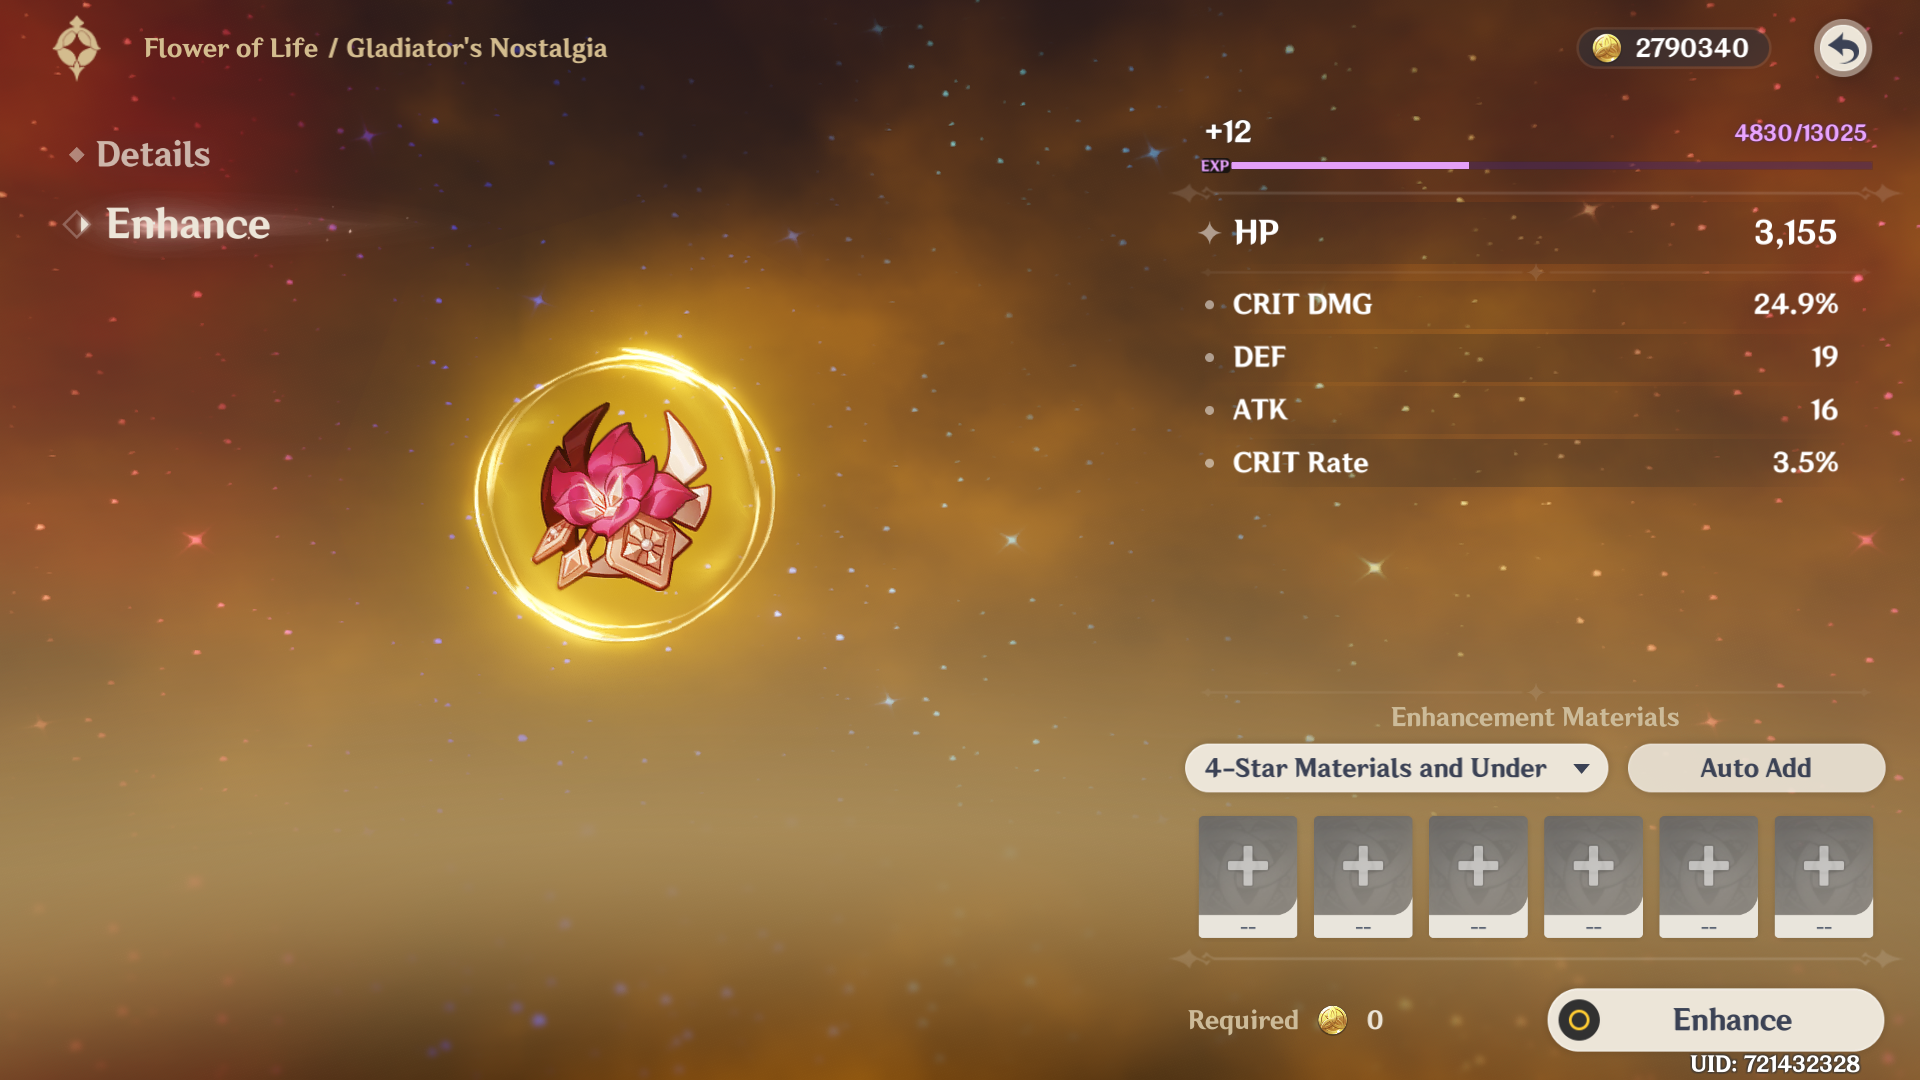 Flower of Life / Gladiator's Nostalgia
2790340
Details
Enhance
+12
4830/13025
EXP
HP 3,155
CRIT DMG 24.9%
DEF 19
ATK 16
CRIT Rate 3.5%
Enhancement Materials
4-Star Materials and Under
Auto Add
-- -- -- -- -- --
Required 0
Enhance
UID: 721432328